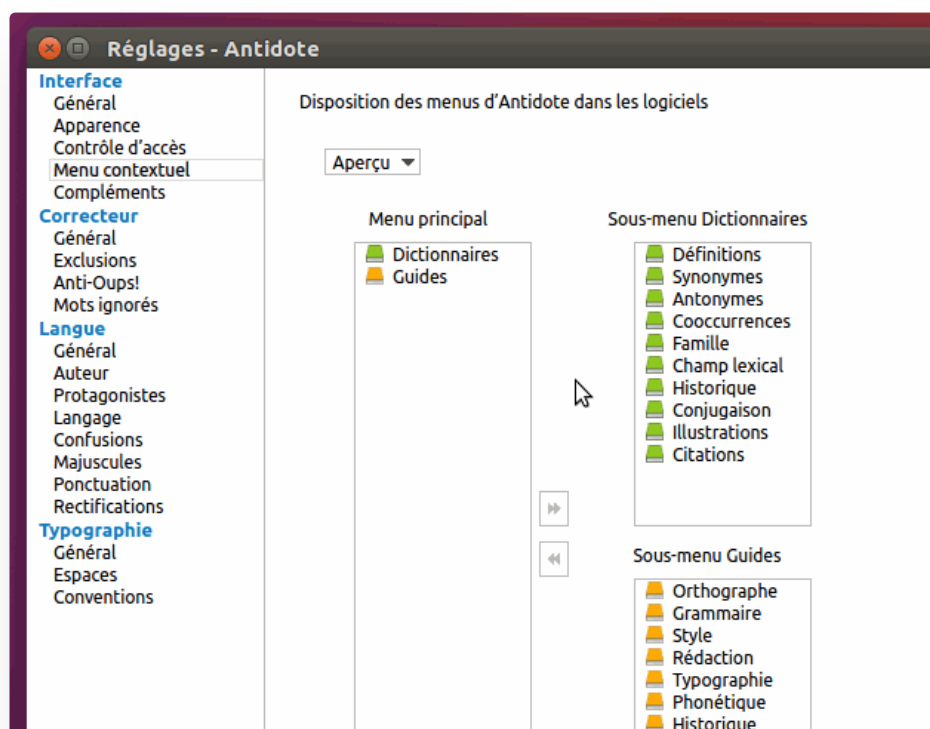 Réglages - Antidote
Interface
Général
Apparence
Contrôle d’accès
Menu contextuel
Compléments
Correcteur
Général
Exclusions
Anti-Oups!
Mots ignorés
Langue
Général
Auteur
Protagonistes
Langage
Confusions
Majuscules
Ponctuation
Rectifications
Typographie
Général
Espaces
Conventions
Disposition des menus d’Antidote dans les logiciels
Aperçu
Menu principal
Dictionnaires
Guides
Sous-menu Dictionnaires
Définitions
Synonymes
Antonymes
Cooccurrences
Famille
Champ lexical
Historique
Conjugaison
Illustrations
Citations
Sous-menu Guides
Orthographe
Grammaire
Style
Rédaction
Typographie
Phonétique
Historique